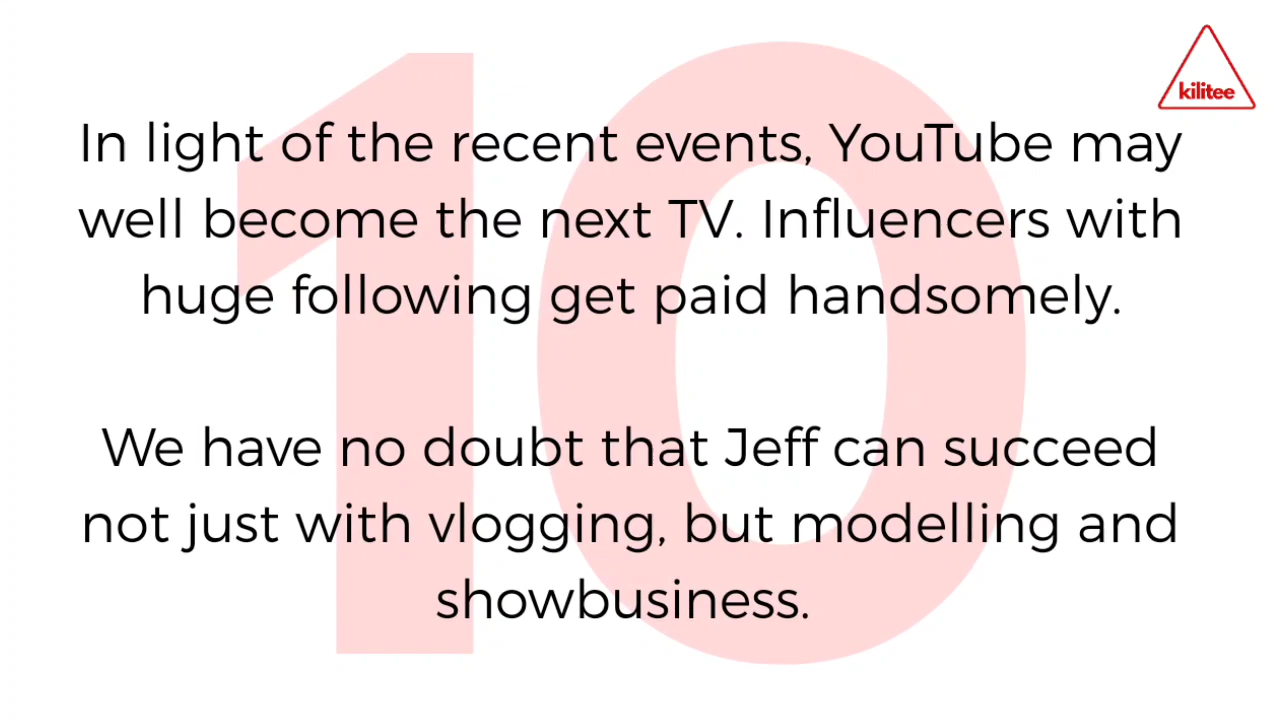 10
kilitee
In light of the recent events, YouTube may
well become the next TV. Influencers with
huge following get paid handsomely.
We have no doubt that Jeff can succeed
not just with vlogging, but modelling and
showbusiness.